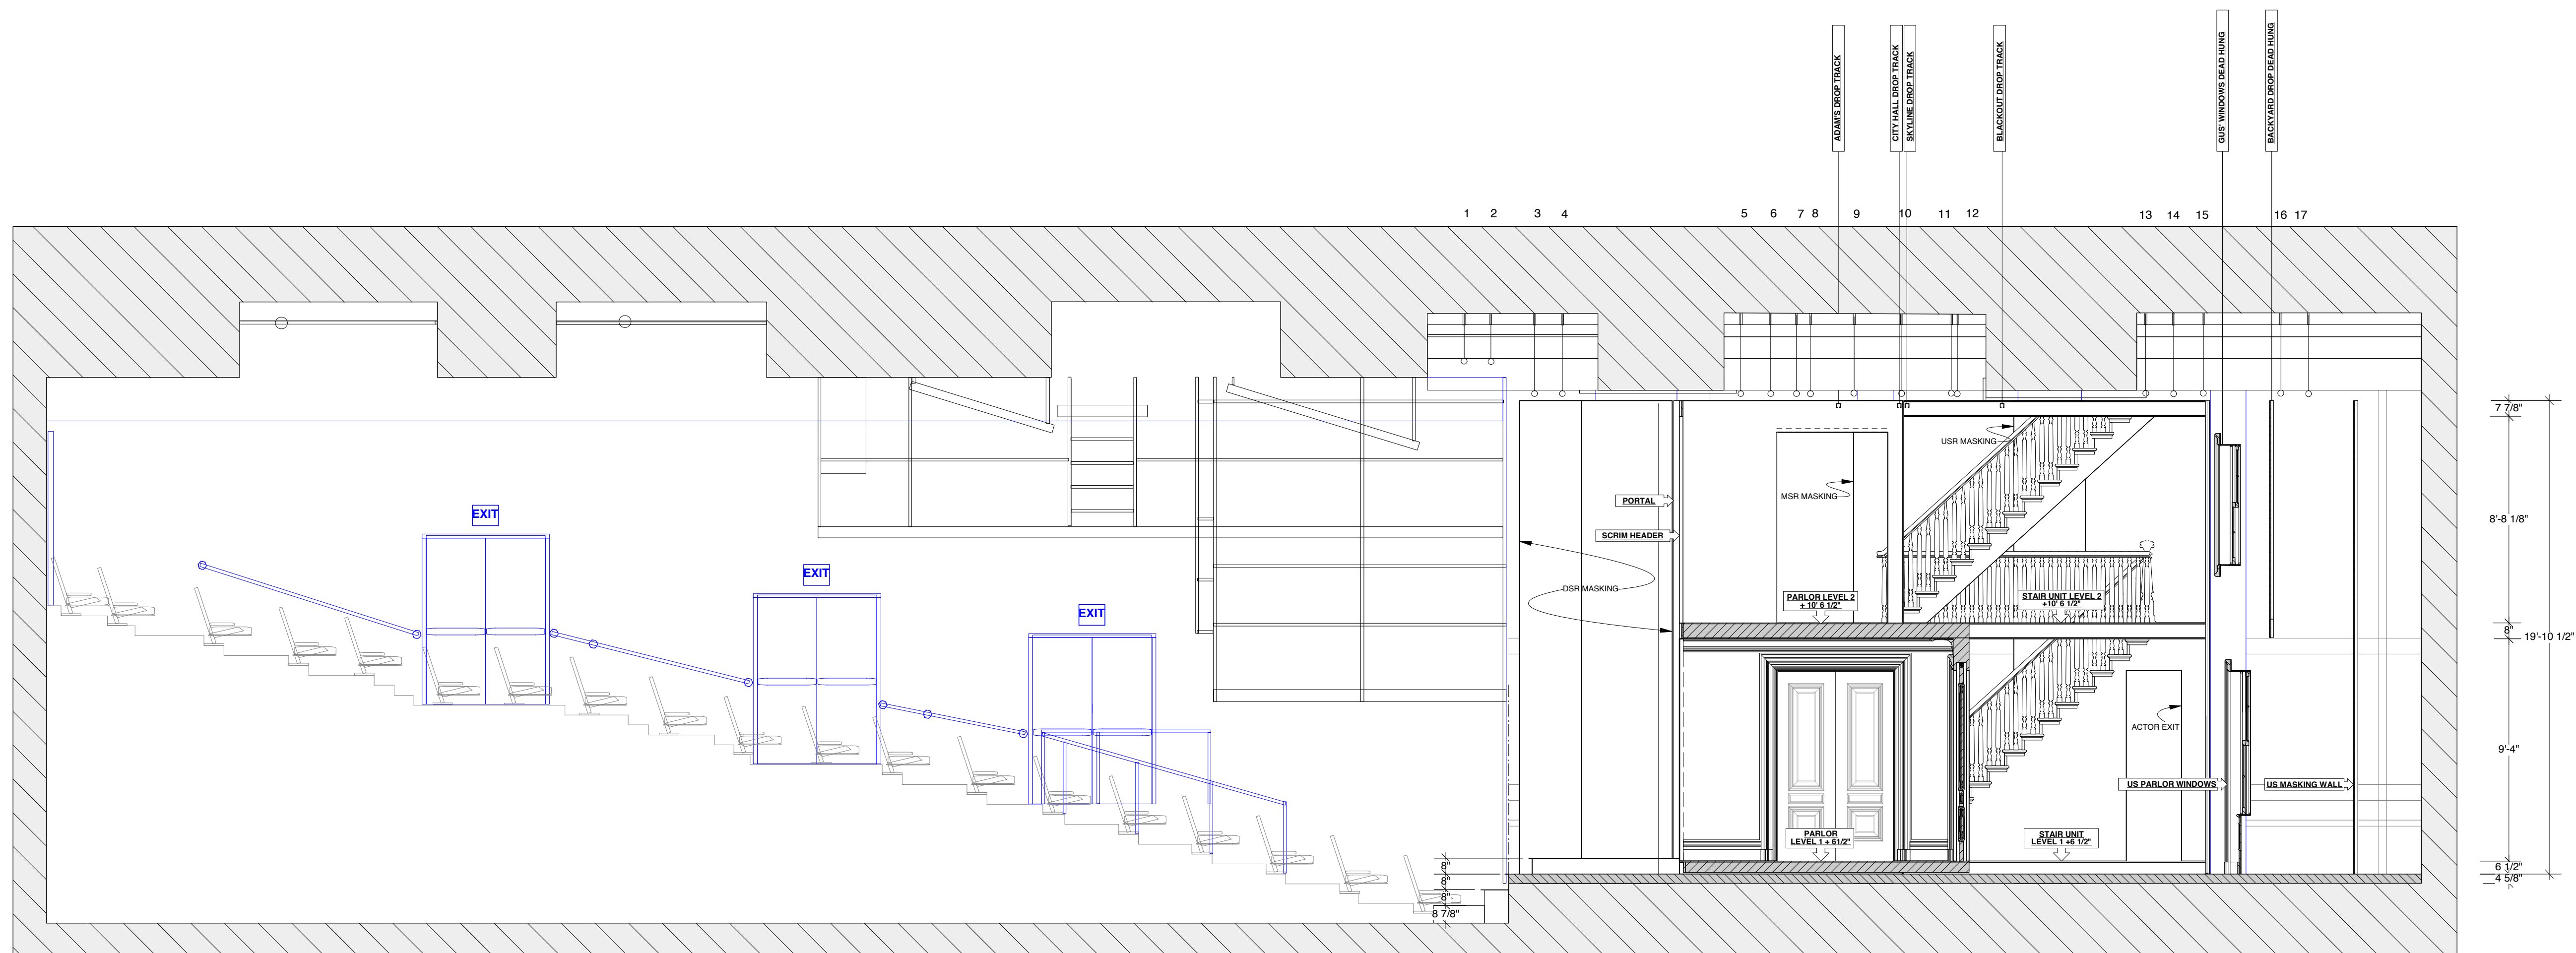 ADAM'S DROP TRACK
CITY HALL DROP TRACK
SKYLINE DROP TRACK
BLACKOUT DROP TRACK
GUS' WINDOWS DEAD HUNG
BACKYARD DROP DEAD HUNG
1 2 3 4 5 6 7 8 9 10 11 12 13 14 15 16 17
7 7/8"
USR MASKING
EXIT
MSR MASKING
PORTAL
8'-8 1/8"
SCRIM HEADER
EXIT
DSR MASKING
PARLOR LEVEL 2
+ 10' 6 1/2"
STAIR UNIT LEVEL 2
+10' 6 1/2"
EXIT
8"
19'-10 1/2"
ACTOR EXIT
9'-4"
US PARLOR WINDOWS
US MASKING WALL
PARLOR
LEVEL 1 + 61/2"
STAIR UNIT
LEVEL 1 +6 1/2"
8"
8"
8"
8 7/8"
6 1/2"
4 5/8"